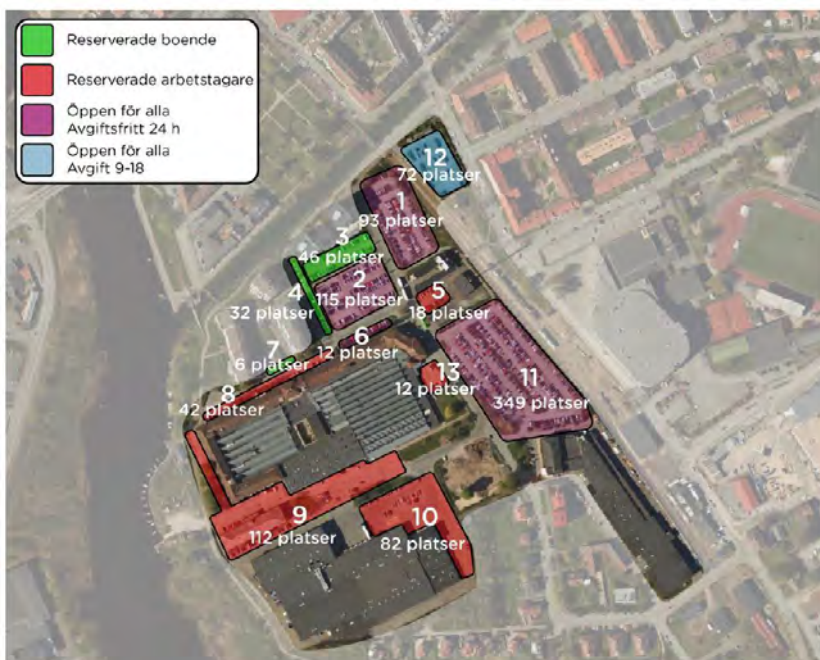 Reserverade boende
Reserverade arbetstagare
Öppen för alla
Avgiftsfritt 24 h
Öppen för alla
Avgift 9-18
12
72 platser
1
93 platser
3
46 platser
2
115 platser
4
32 platser
5
18 platser
6
12 platser
7
6 platser
8
42 platser
13
12 platser
11
349 platser
9
112 platser
10
82 platser